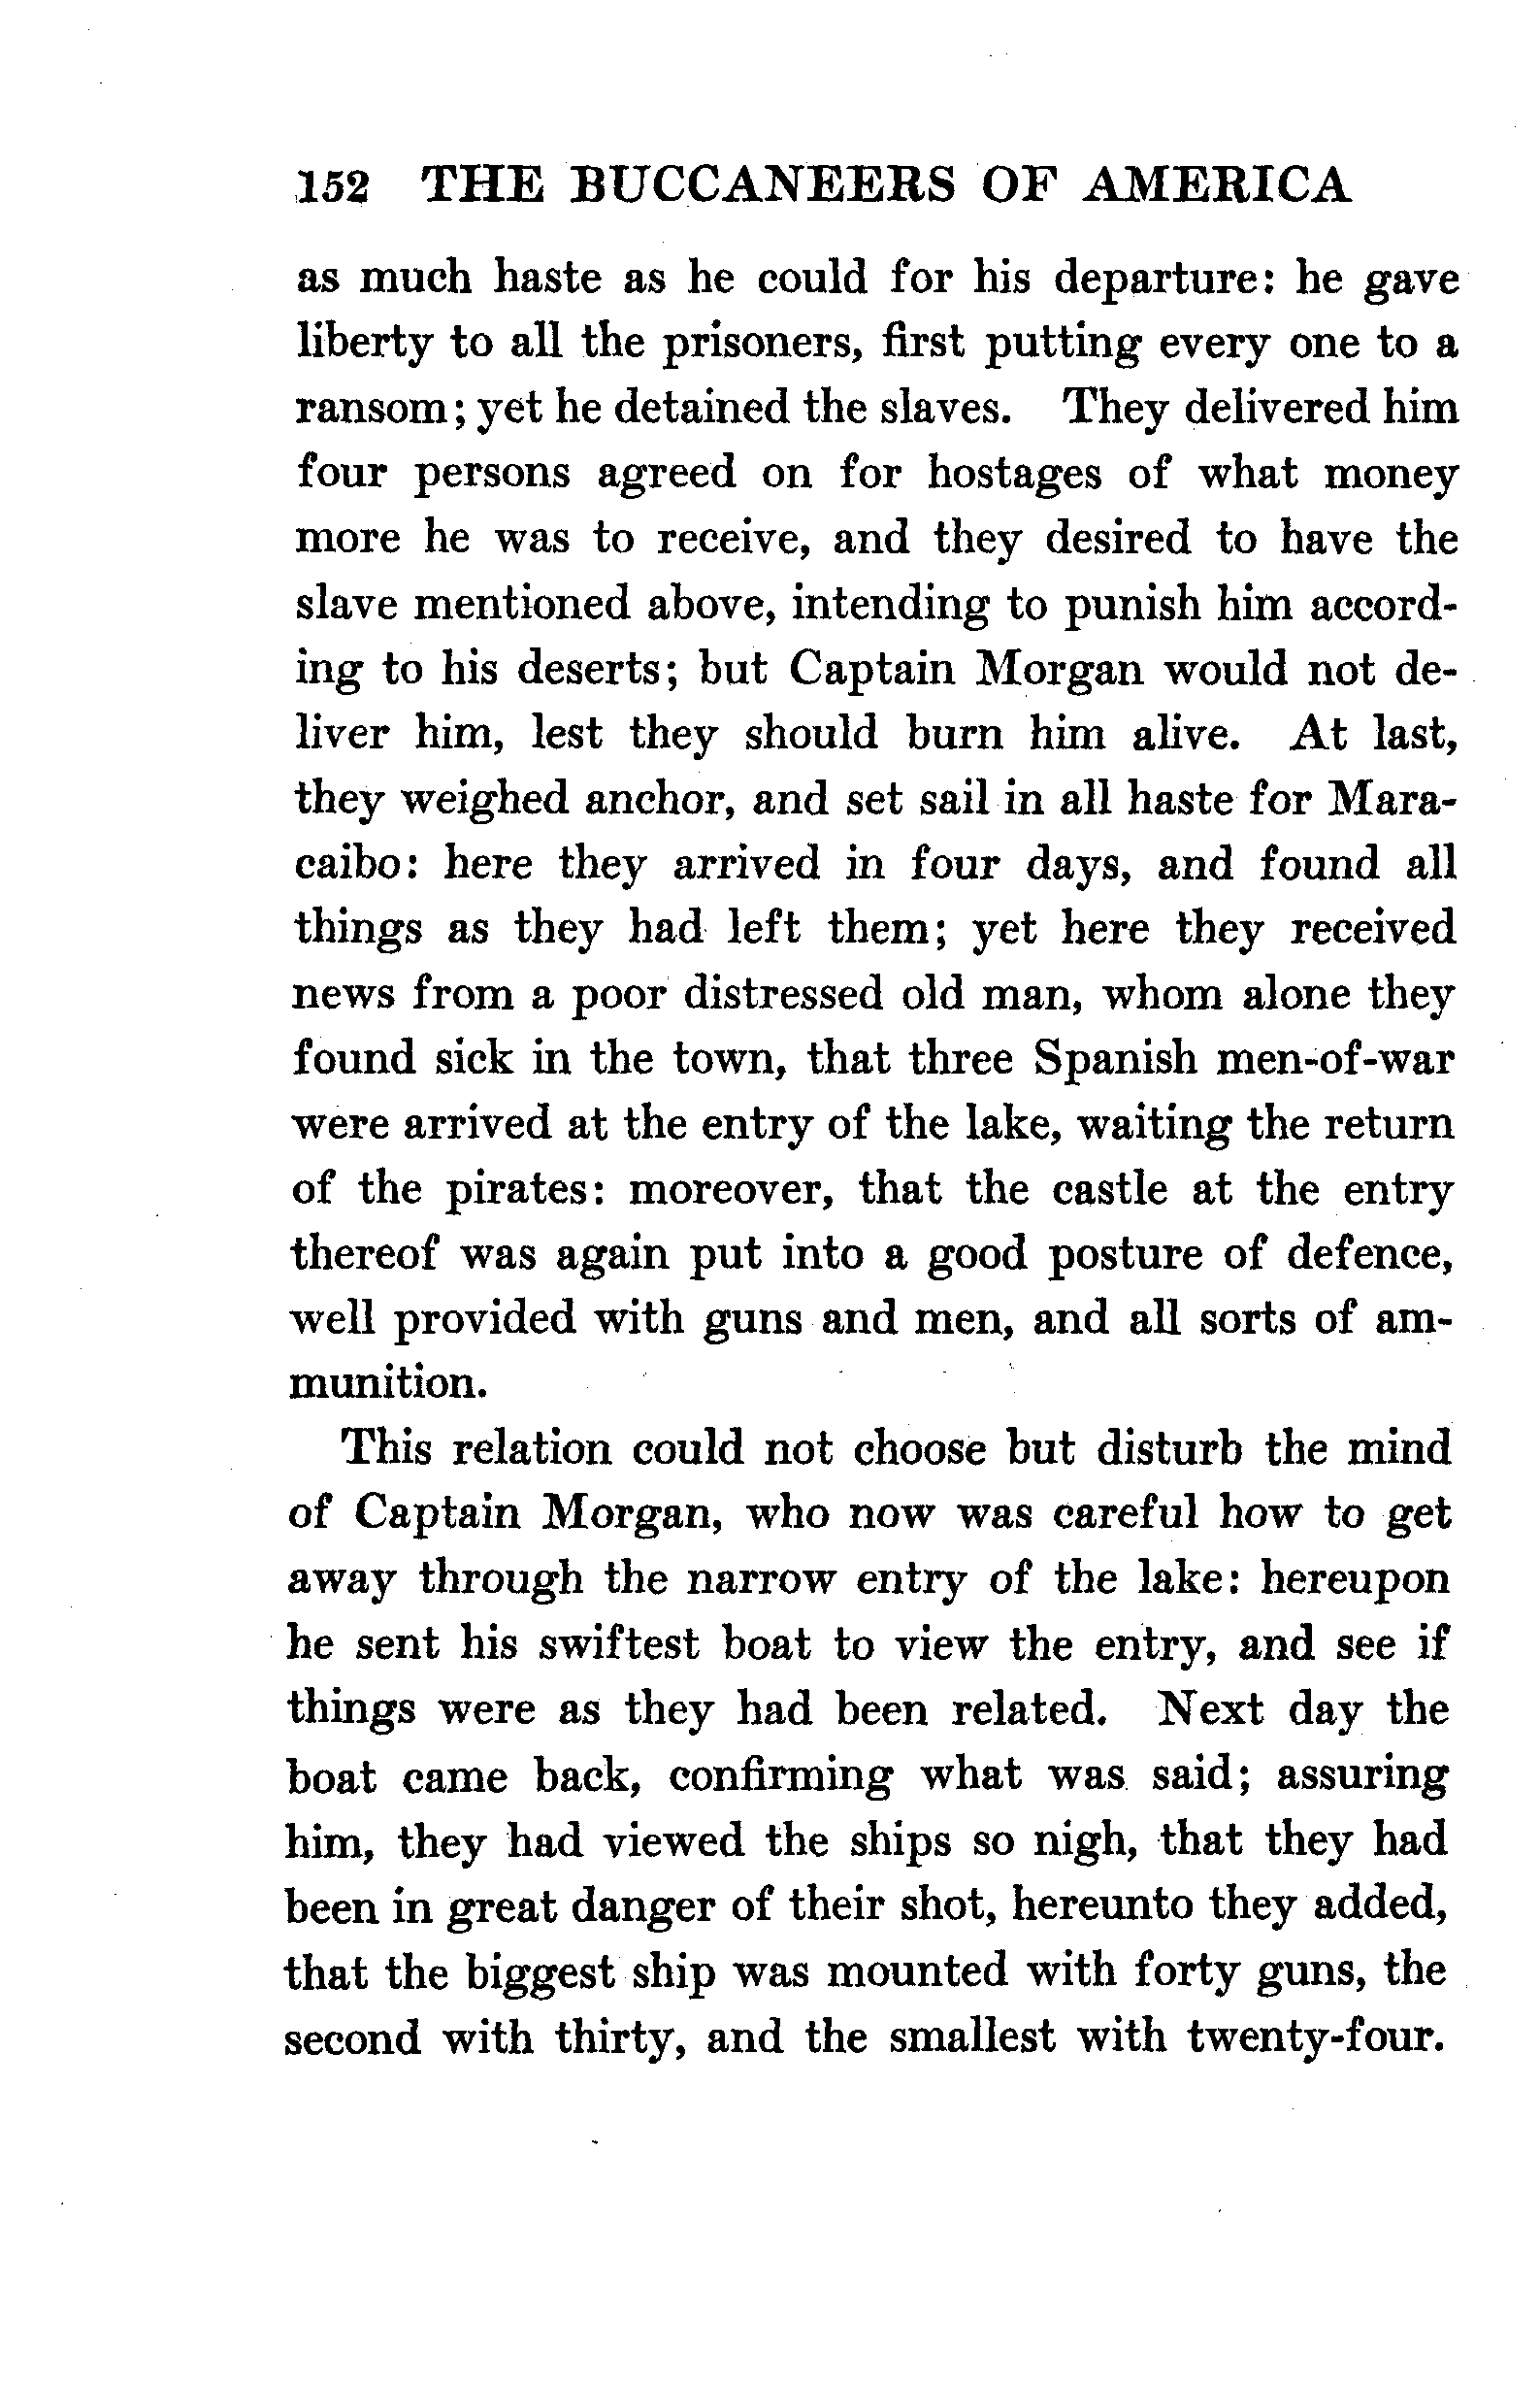 152 THE BUCCANEERS OF AMERICA
as much haste as he could for his departure: he gave
liberty to all the prisoners, first putting every one to a
ransom; yet he detained the slaves. They delivered him
four persons agreed on for hostages of what money
more he was to receive, and they desired to have the
slave mentioned above, intending to punish him accord-
ing to his deserts; but Captain Morgan would not de-
liver him, lest they should burn him alive. At last,
they weighed anchor, and set sail in all haste for Mara-
caibo: here they arrived in four days, and found all
things as they had left them; yet here they received
news from a poor distressed old man, whom alone they
found sick in the town, that three Spanish men-of-war
were arrived at the entry of the lake, waiting the return
of the pirates: moreover, that the castle at the entry
thereof was again put into a good posture of defence,
well provided with guns and men, and all sorts of am-
munition.
This relation could not choose but disturb the mind
of Captain Morgan, who now was careful how to get
away through the narrow entry of the lake: hereupon
he sent his swiftest boat to view the entry, and see if
things were as they had been related. Next day the
boat came back, confirming what was said; assuring
him, they had viewed the ships so nigh, that they had
been in great danger of their shot, hereunto they added,
that the biggest ship was mounted with forty guns, the
second with thirty, and the smallest with twenty-four.